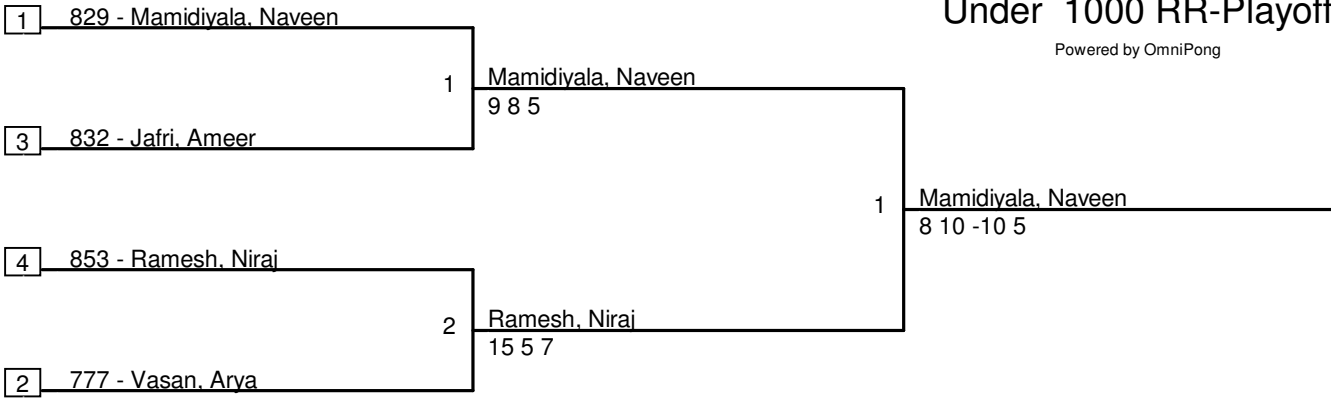 Under 1000 RR-Playoff
Powered by OmniPong
1 829 - Mamidiyala, Naveen
1 Mamidiyala, Naveen
9 8 5
3 832 - Jafri, Ameer
1 Mamidiyala, Naveen
8 10 -10 5
4 853 - Ramesh, Niraj
2 Ramesh, Niraj
15 5 7
2 777 - Vasan, Arya